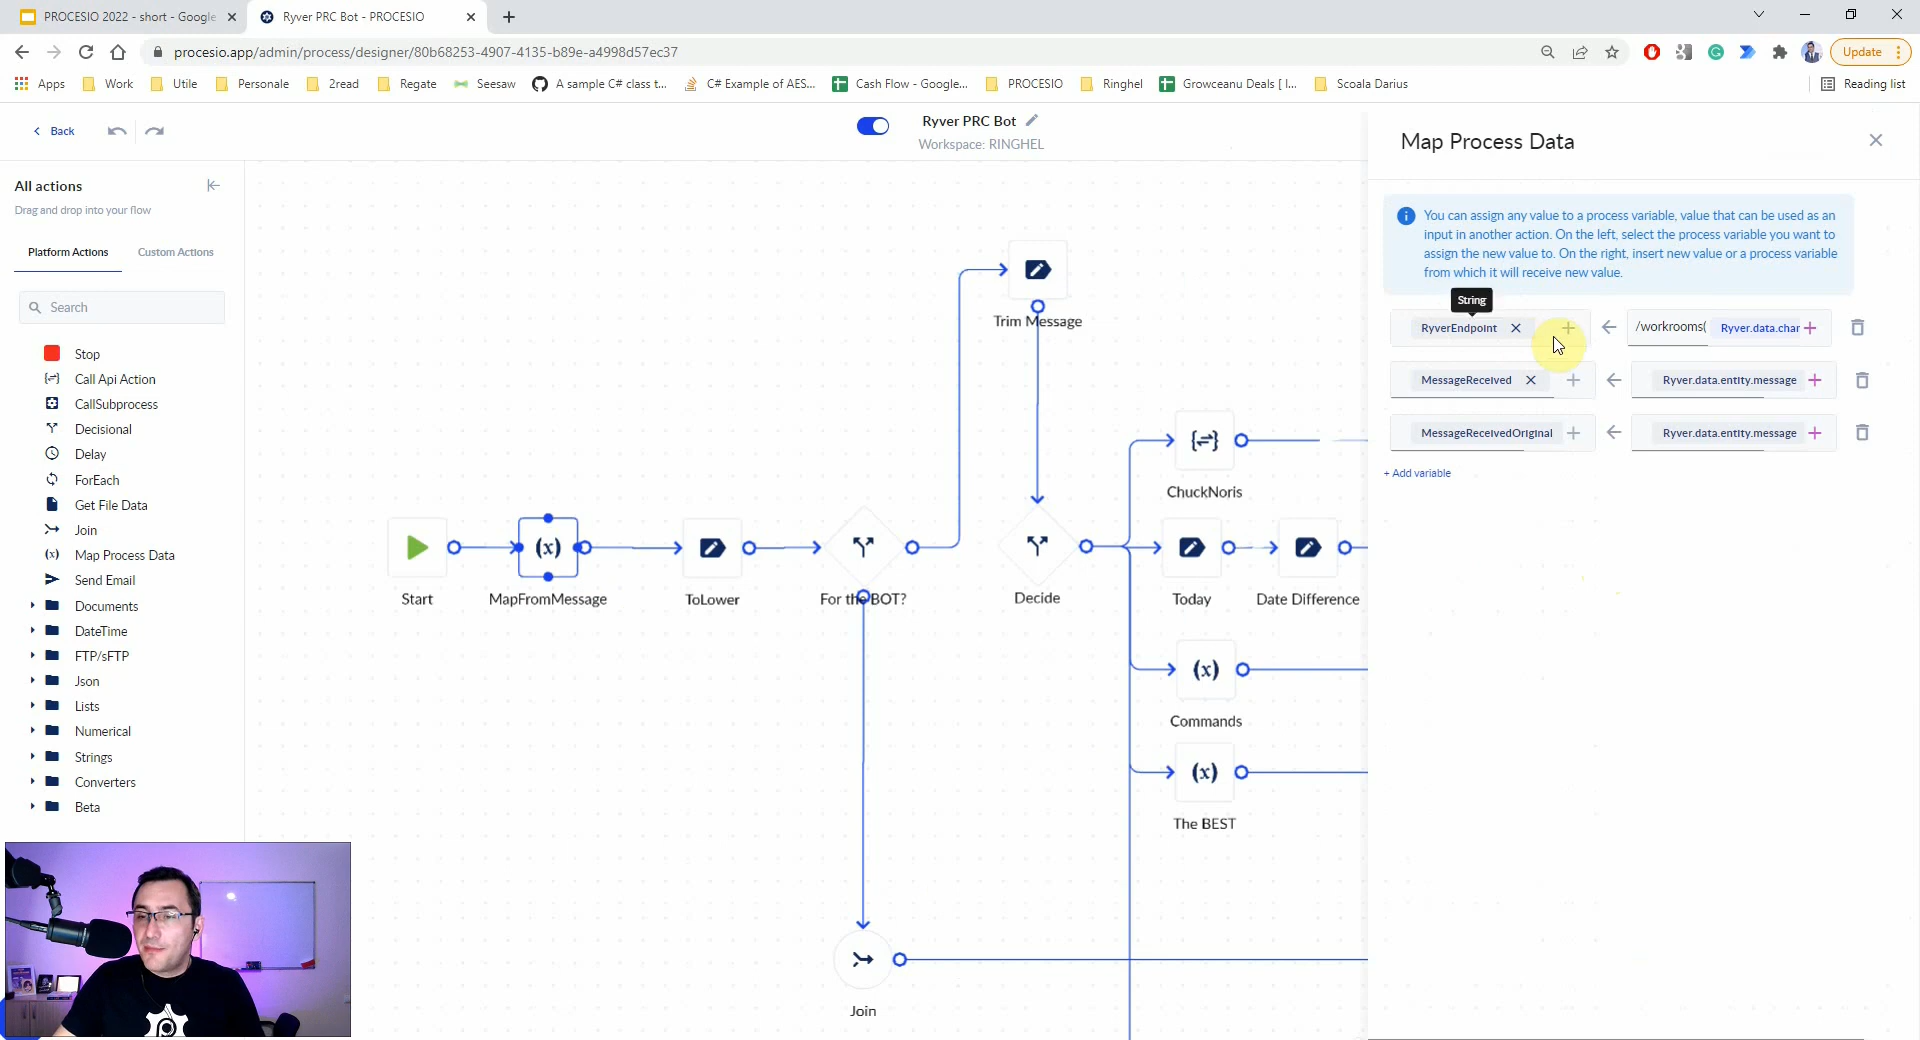 PROCESIO 2022 - short - Google
Ryver PRC Bot - PROCESIO
procesio.app/admin/process/designer/80b68253-4907-4135-b89e-a4998d57ec37
Update
Apps
Work
Utile
Personale
2read
Regate
Seesaw
A sample C# class t...
C# Example of AES...
Cash Flow - Google...
PROCESIO
Ringhel
Growceanu Deals [ I...
Scoala Darius
Reading list
Back
Ryver PRC Bot
Workspace: RINGHEL
All actions
Drag and drop into your flow
Platform Actions
Custom Actions
Search
Stop
Call Api Action
CallSubprocess
Decisional
Delay
ForEach
Get File Data
Join
(x) Map Process Data
Send Email
Documents
DateTime
FTP/sFTP
Json
Lists
Numerical
Strings
Converters
Beta
Start
(x)
MapFromMessage
ToLower
For the BOT?
Trim Message
Decide
ChuckNoris
Today
Date Difference
(x)
Commands
(x)
The BEST
Join
Map Process Data
You can assign any value to a process variable, value that can be used as an
input in another action. On the left, select the process variable you want to
assign the new value to. On the right, insert new value or a process variable
from which it will receive new value.
String
RyverEndpoint
/workrooms( Ryver.data.char
MessageReceived
Ryver.data.entity.message
MessageReceivedOriginal
Ryver.data.entity.message
+ Add variable